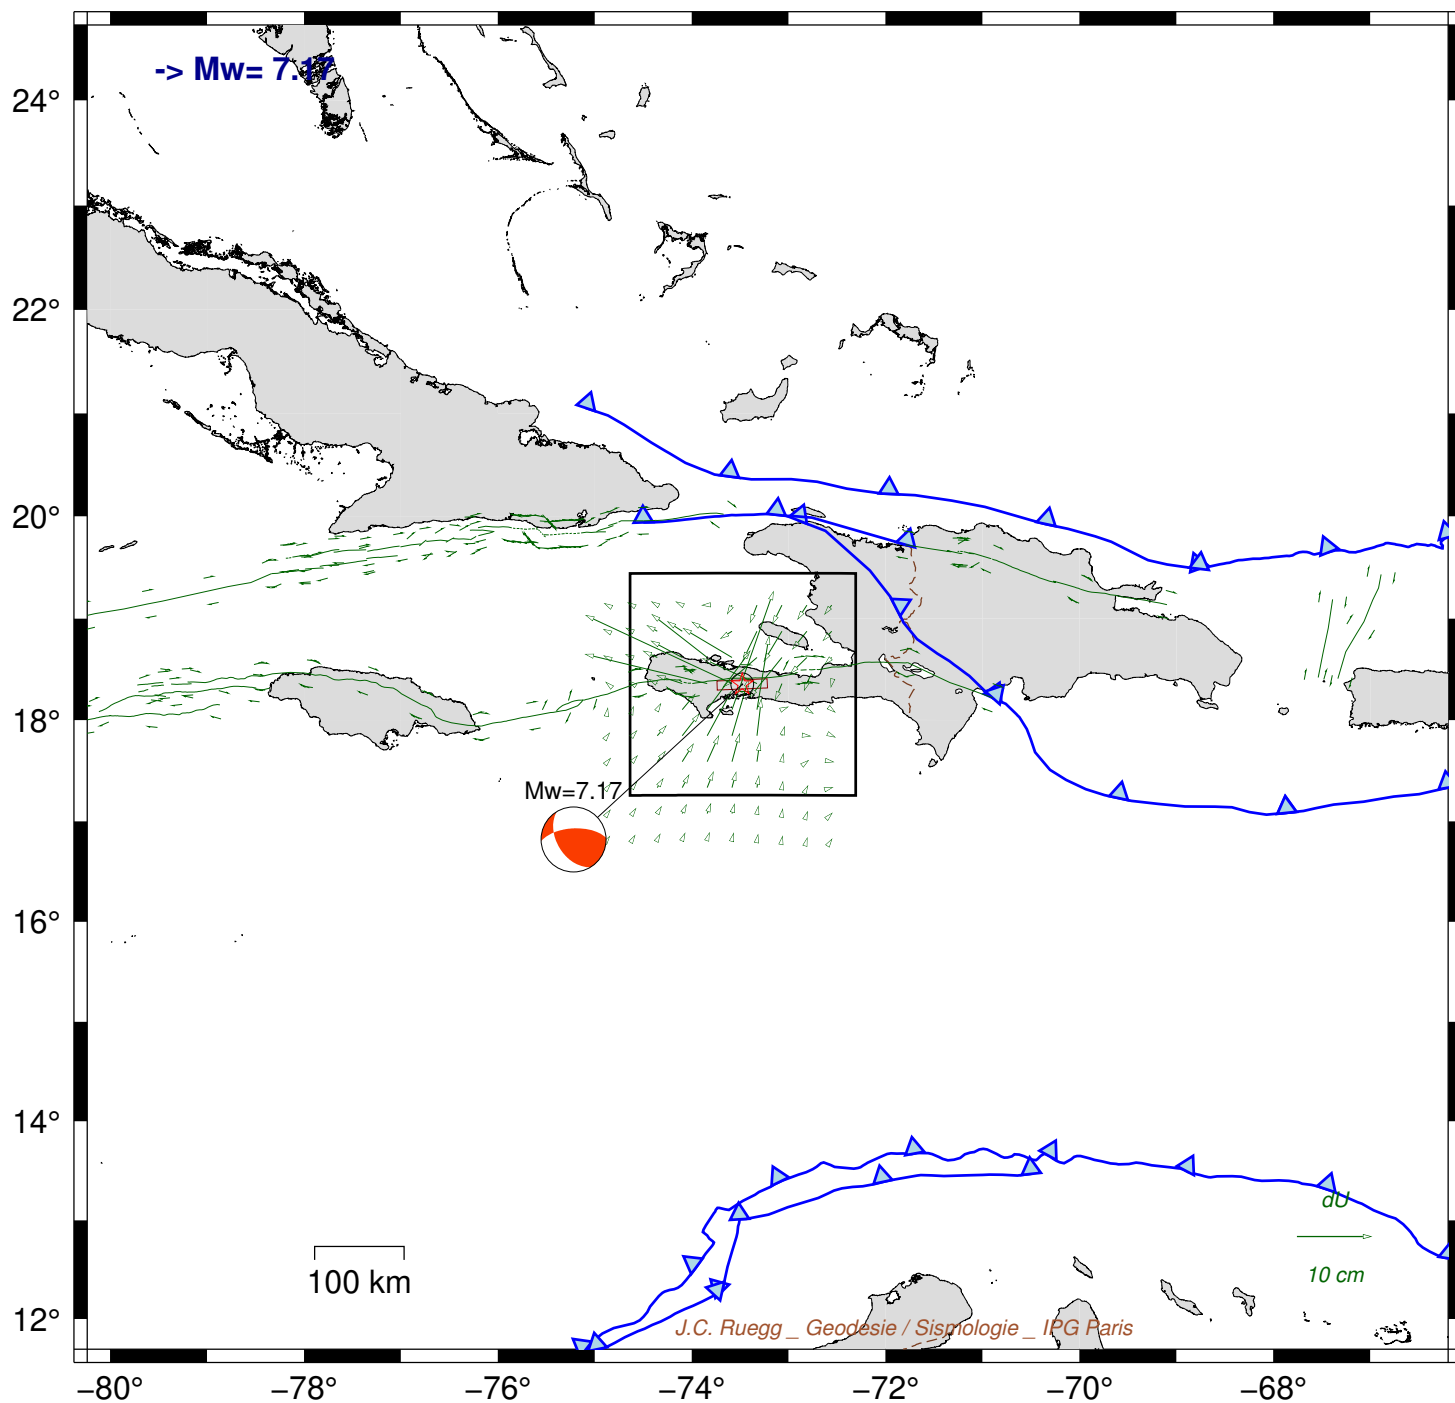 -> Mw= 7.17
24°
22°
20°
18°
16°
14°
12°
Mw=7.17
dU
10 cm
100 km
J.C. Ruegg _ Geodesie / Sismologie _ IPG Paris
−80°
−78°
−76°
−74°
−72°
−70°
−68°